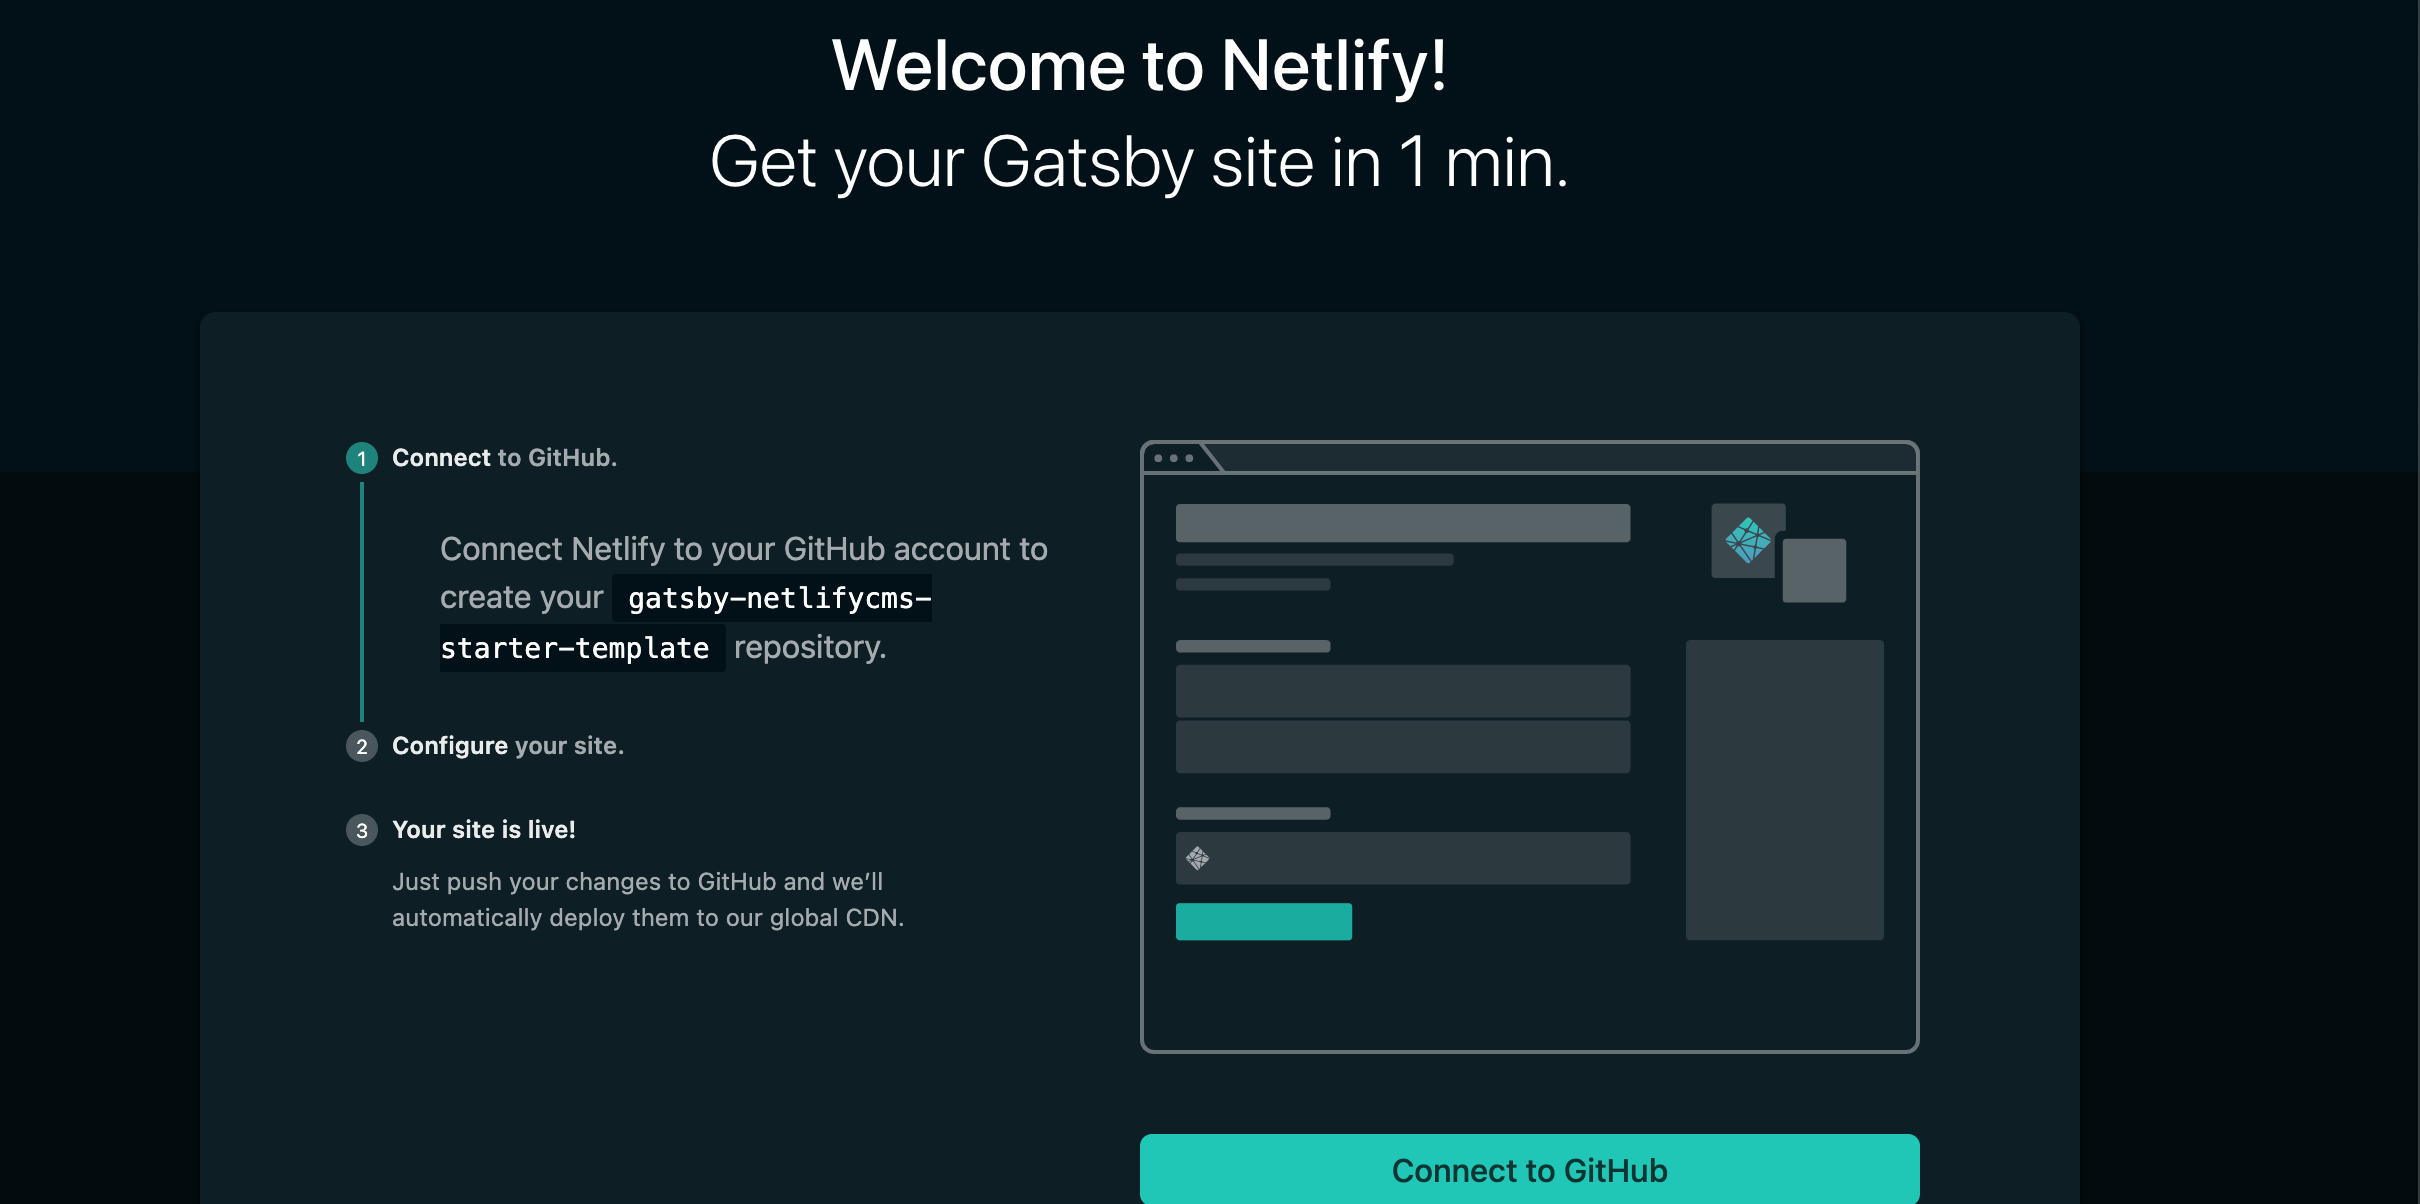 Welcome to Netlify!
Get your Gatsby site in 1 min.
1 Connect to GitHub.
Connect Netlify to your GitHub account to
create your gatsby-netlifycms-
starter-template repository.
2 Configure your site.
3 Your site is live!
Just push your changes to GitHub and we’ll
automatically deploy them to our global CDN.
Connect to GitHub